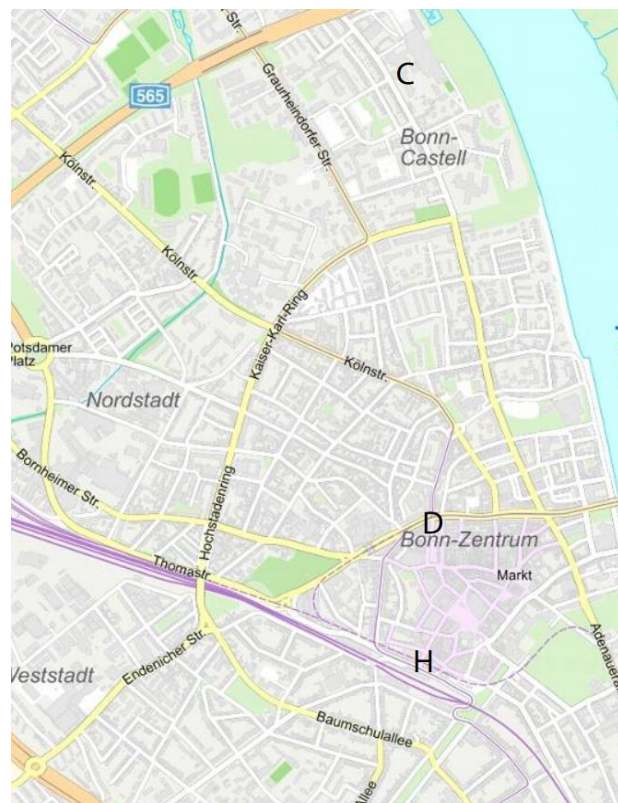 Str.
565
Graurheindorfer Str.
C
Bonn-
Castell
Kölnstr.
Kölnstr.
Kaiser-Karl-Ring
Potsdamer
Platz
Kölnstr.
Nordstadt
Bornheimer Str.
Hochstadenring
D
Bonn-Zentrum
Thomastr.
Markt
Adenauera
H
Endenicher Str.
Weststadt
Baumschulallee
Allee